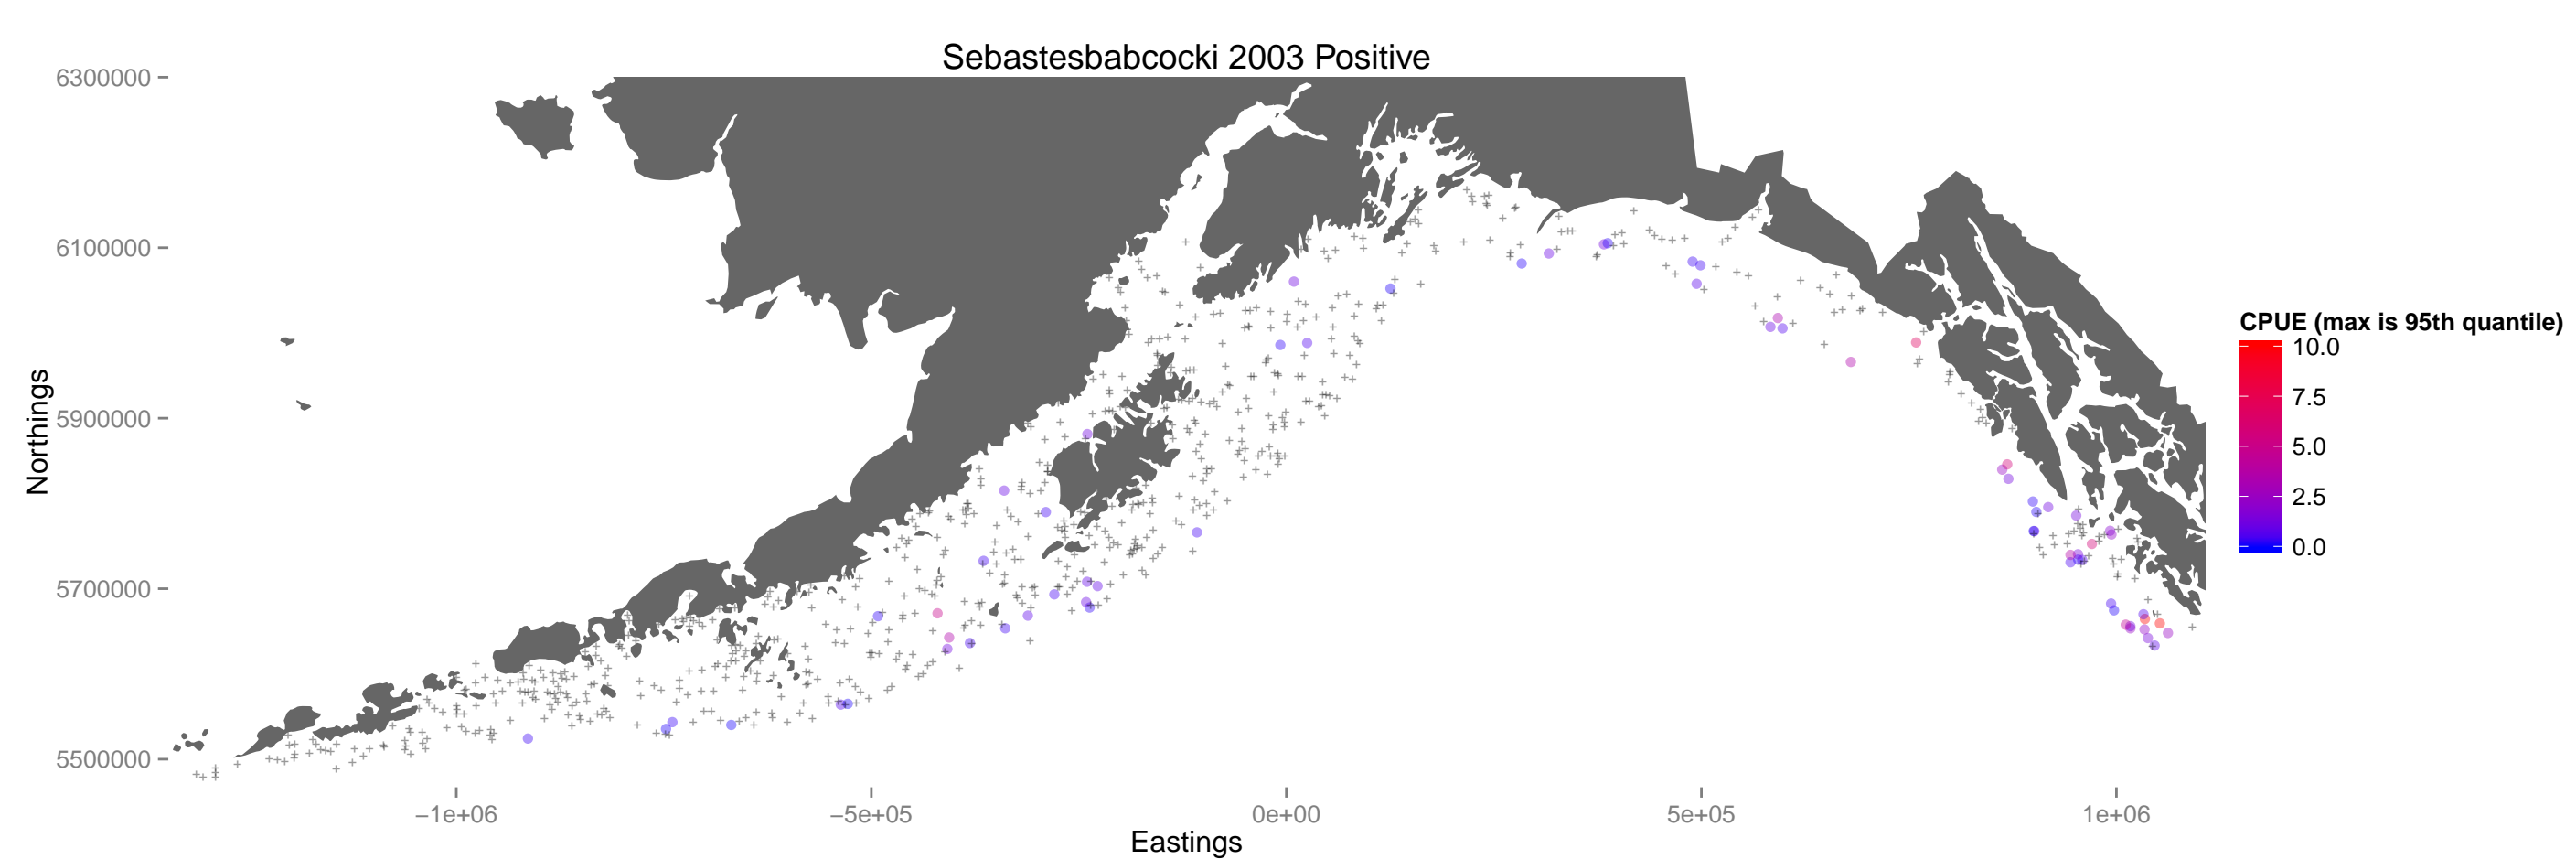 Sebastesbabcocki 2003 Positive
6300000
6100000
5900000
5700000
5500000
Northings
−1e+06
−5e+05
0e+00
5e+05
1e+06
Eastings
CPUE (max is 95th quantile)
10.0
7.5
5.0
2.5
0.0